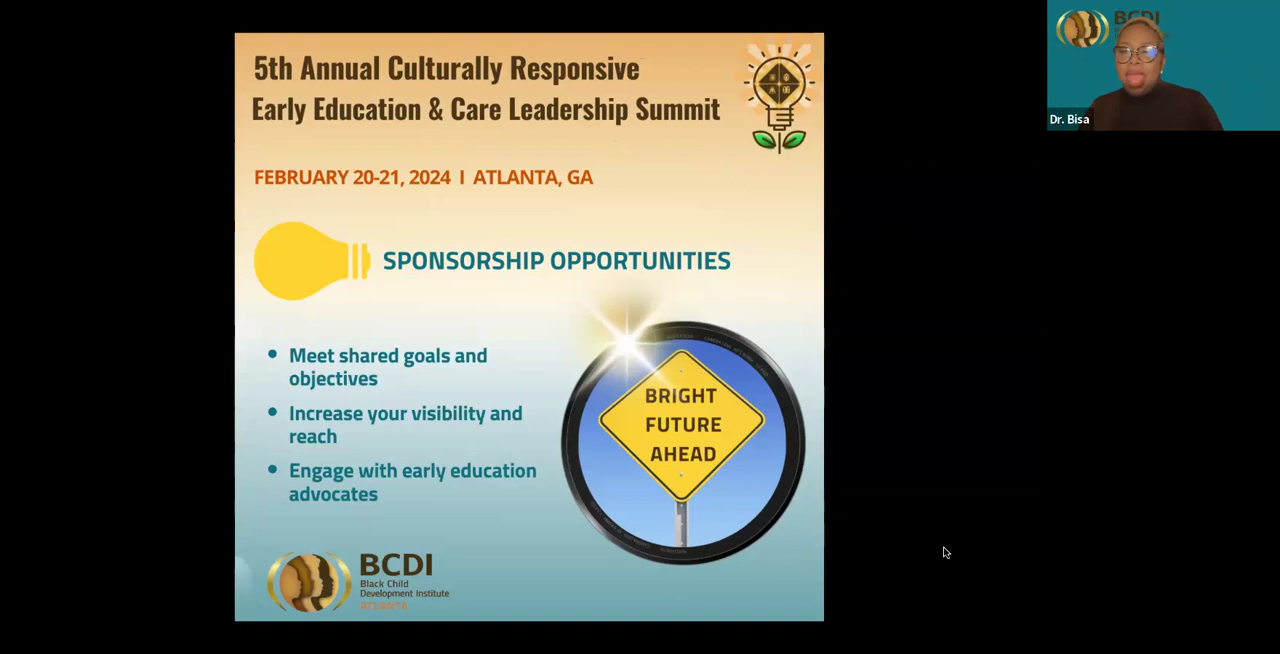 5th Annual Culturally Responsive
Early Education & Care Leadership Summit
FEBRUARY 20-21, 2024 I ATLANTA, GA
SPONSORSHIP OPPORTUNITIES
• Meet shared goals and
objectives
• Increase your visibility and
reach
• Engage with early education
advocates
BRIGHT
FUTURE
AHEAD
BCDI
Black Child
Development Institute
ATLANTA
BCDI
Dr. Bisa